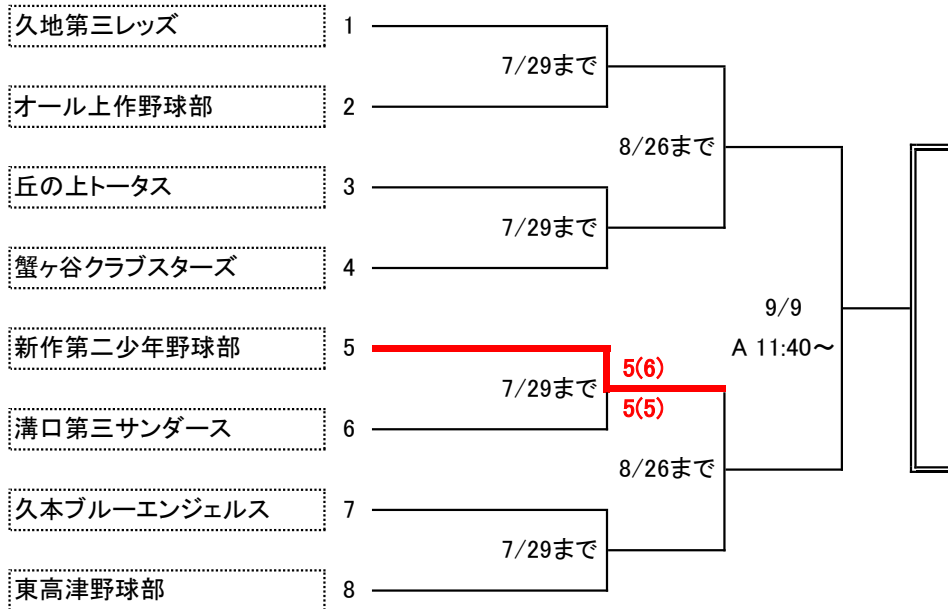 久地第三レッズ 1
7/29まで
オール上作野球部 2
8/26まで
丘の上トータス 3
7/29まで
蟹ヶ谷クラブスターズ 4
9/9
A 11:40～
新作第二少年野球部 5
5(6)
7/29まで
5(5)
溝口第三サンダース 6
8/26まで
久本ブルーエンジェルス 7
7/29まで
東高津野球部 8